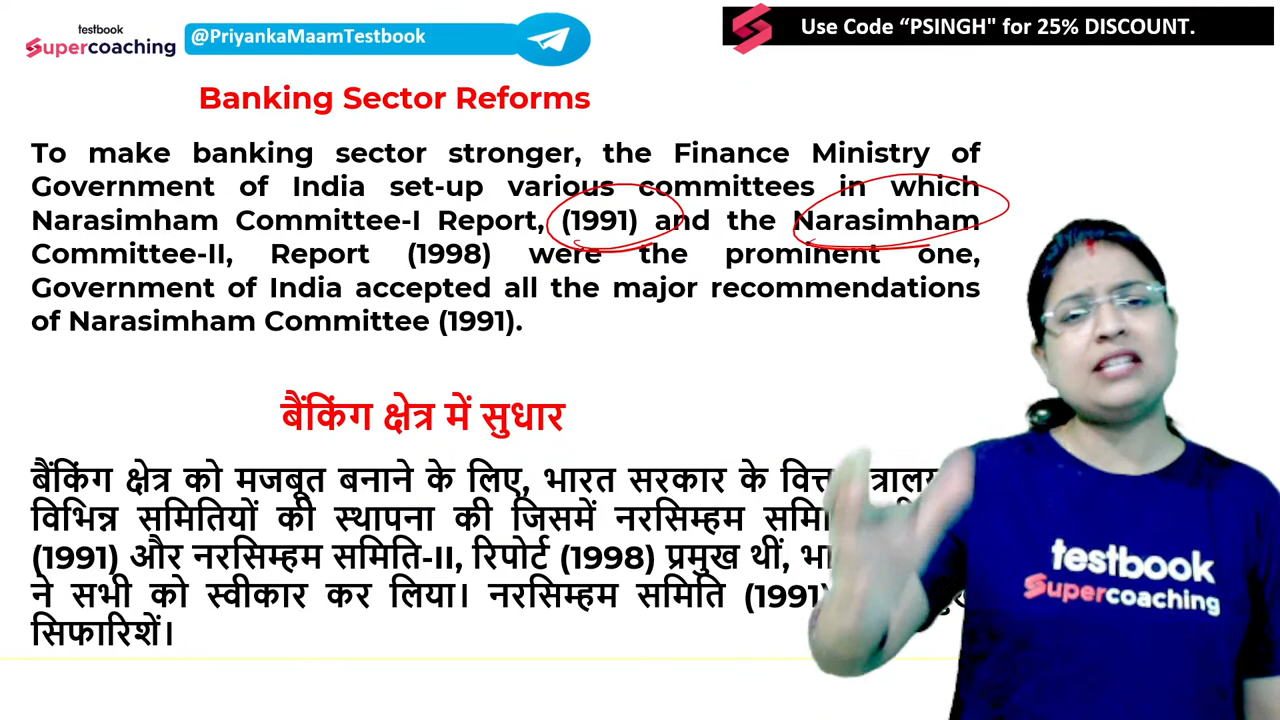 testbook
Supercoaching
@PriyankaMaamTestbook
Use Code “PSINGH" for 25% DISCOUNT.
Banking Sector Reforms
To make banking sector stronger, the Finance Ministry of
Government of India set-up various committees in which
Narasimham Committee-I Report, (1991) and the Narasimham
Committee-II, Report (1998) were the prominent one,
Government of India accepted all the major recommendations
of Narasimham Committee (1991).
बैंकिंग क्षेत्र में सुधार
बैंकिंग क्षेत्र को मजबूत बनाने के लिए, भारत सरकार के
विभिन्न समितियों की स्थापना की जिसमें नरसिम्हम
(1991) और नरसिम्हम समिति-II, रिपोर्ट (1998) प्रमुख थीं,
ने सभी को स्वीकार कर लिया। नरसिम्हम समिति (1991)
सिफारिशें।
testbook
Supercoaching